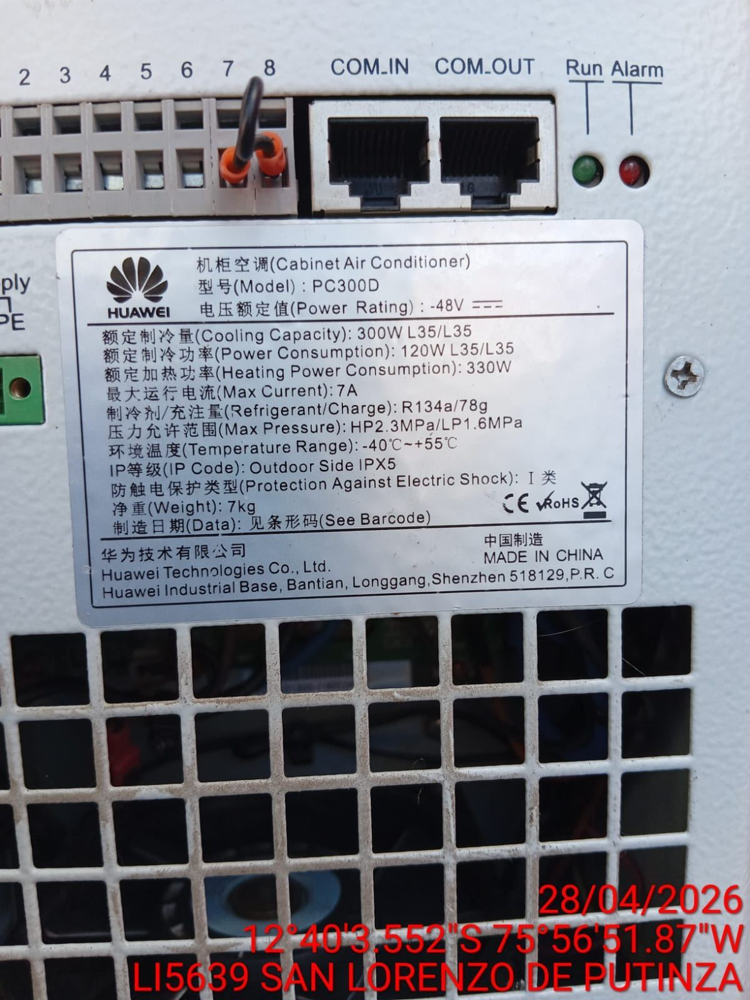 2 3 4 5 6 7 8 COM_IN COM_OUT Run Alarm
机柜空调(Cabinet Air Conditioner)
型号(Model) : PC300D
HUAWEI
电压额定值(Power Rating) : -48V
PE
额定制冷量(Cooling Capacity): 300W L35/L35
额定制冷功率(Power Consumption): 120W L35/L35
额定加热功率(Heating Power Consumption): 330W
最大运行电流(Max Current): 7A
制冷剂/充注量(Refrigerant/Charge): R134a/78g
压力允许范围(Max Pressure): HP2.3MPa/LP1.6MPa
环境温度(Temperature Range): -40℃~+55℃
IP等级(IP Code): Outdoor Side IPX5
防触电保护类型(Protection Against Electric Shock): I 类
净重(Weight): 7kg
CE RoHS
制造日期(Data): 见条形码(See Barcode)
华为技术有限公司
中国制造
Huawei Technologies Co., Ltd.
MADE IN CHINA
Huawei Industrial Base, Bantian, Longgang,Shenzhen 518129,P.R. C
28/04/2026
12°40'3.552"S 75°56'51.87"W
LI5639 SAN LORENZO DE PUTINZA